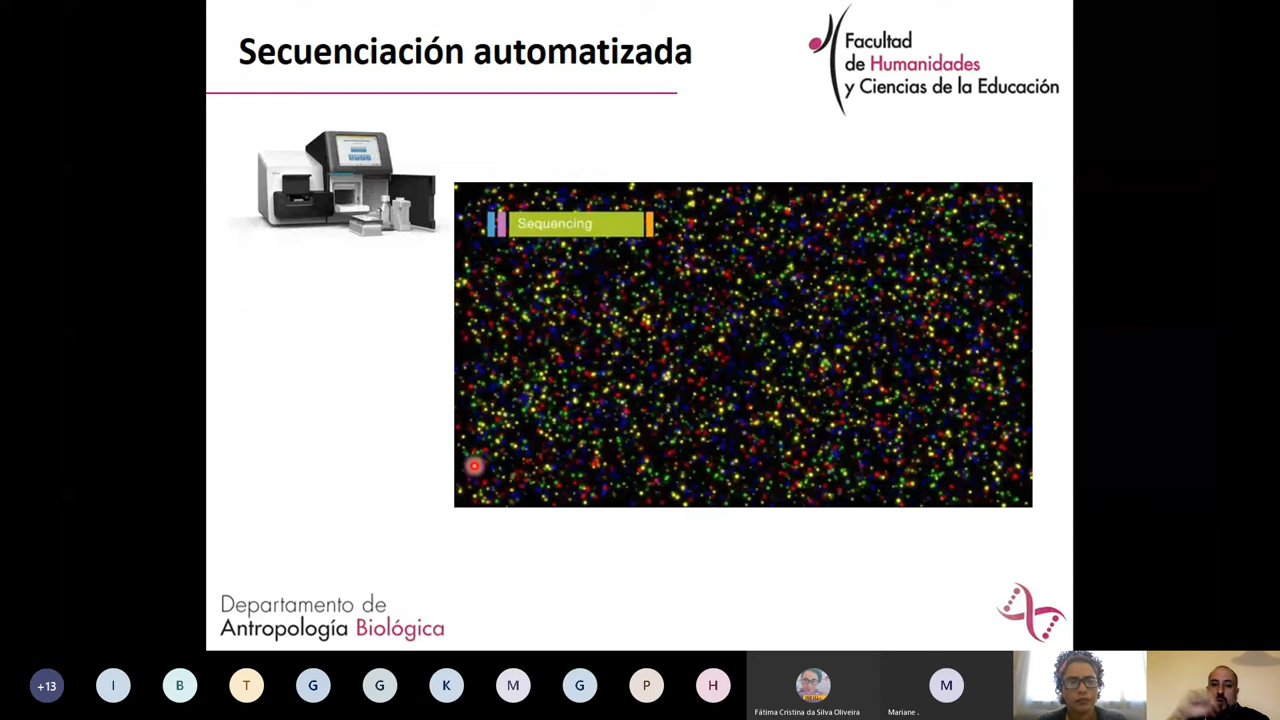 Secuenciación automatizada
Facultad
de Humanidades
y Ciencias de la Educación
Sequencing
Departamento de
Antropología Biológica
+13
I
B
T
G
G
K
M
G
P
H
Fátima Cristina da Silva Oliveira
M
Mariane .